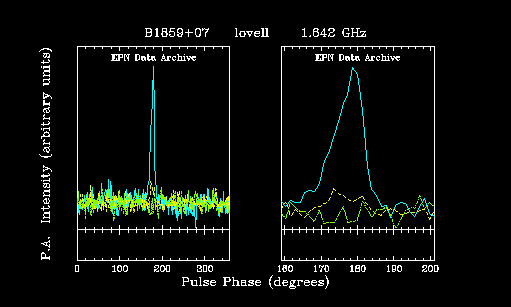 B1859+07 lovell 1.642 GHz
EPN Data Archive EPN Data Archive
P.A. Intensity (arbitrary units)
0 100 200 300 160 170 180 190 200
Pulse Phase (degrees)